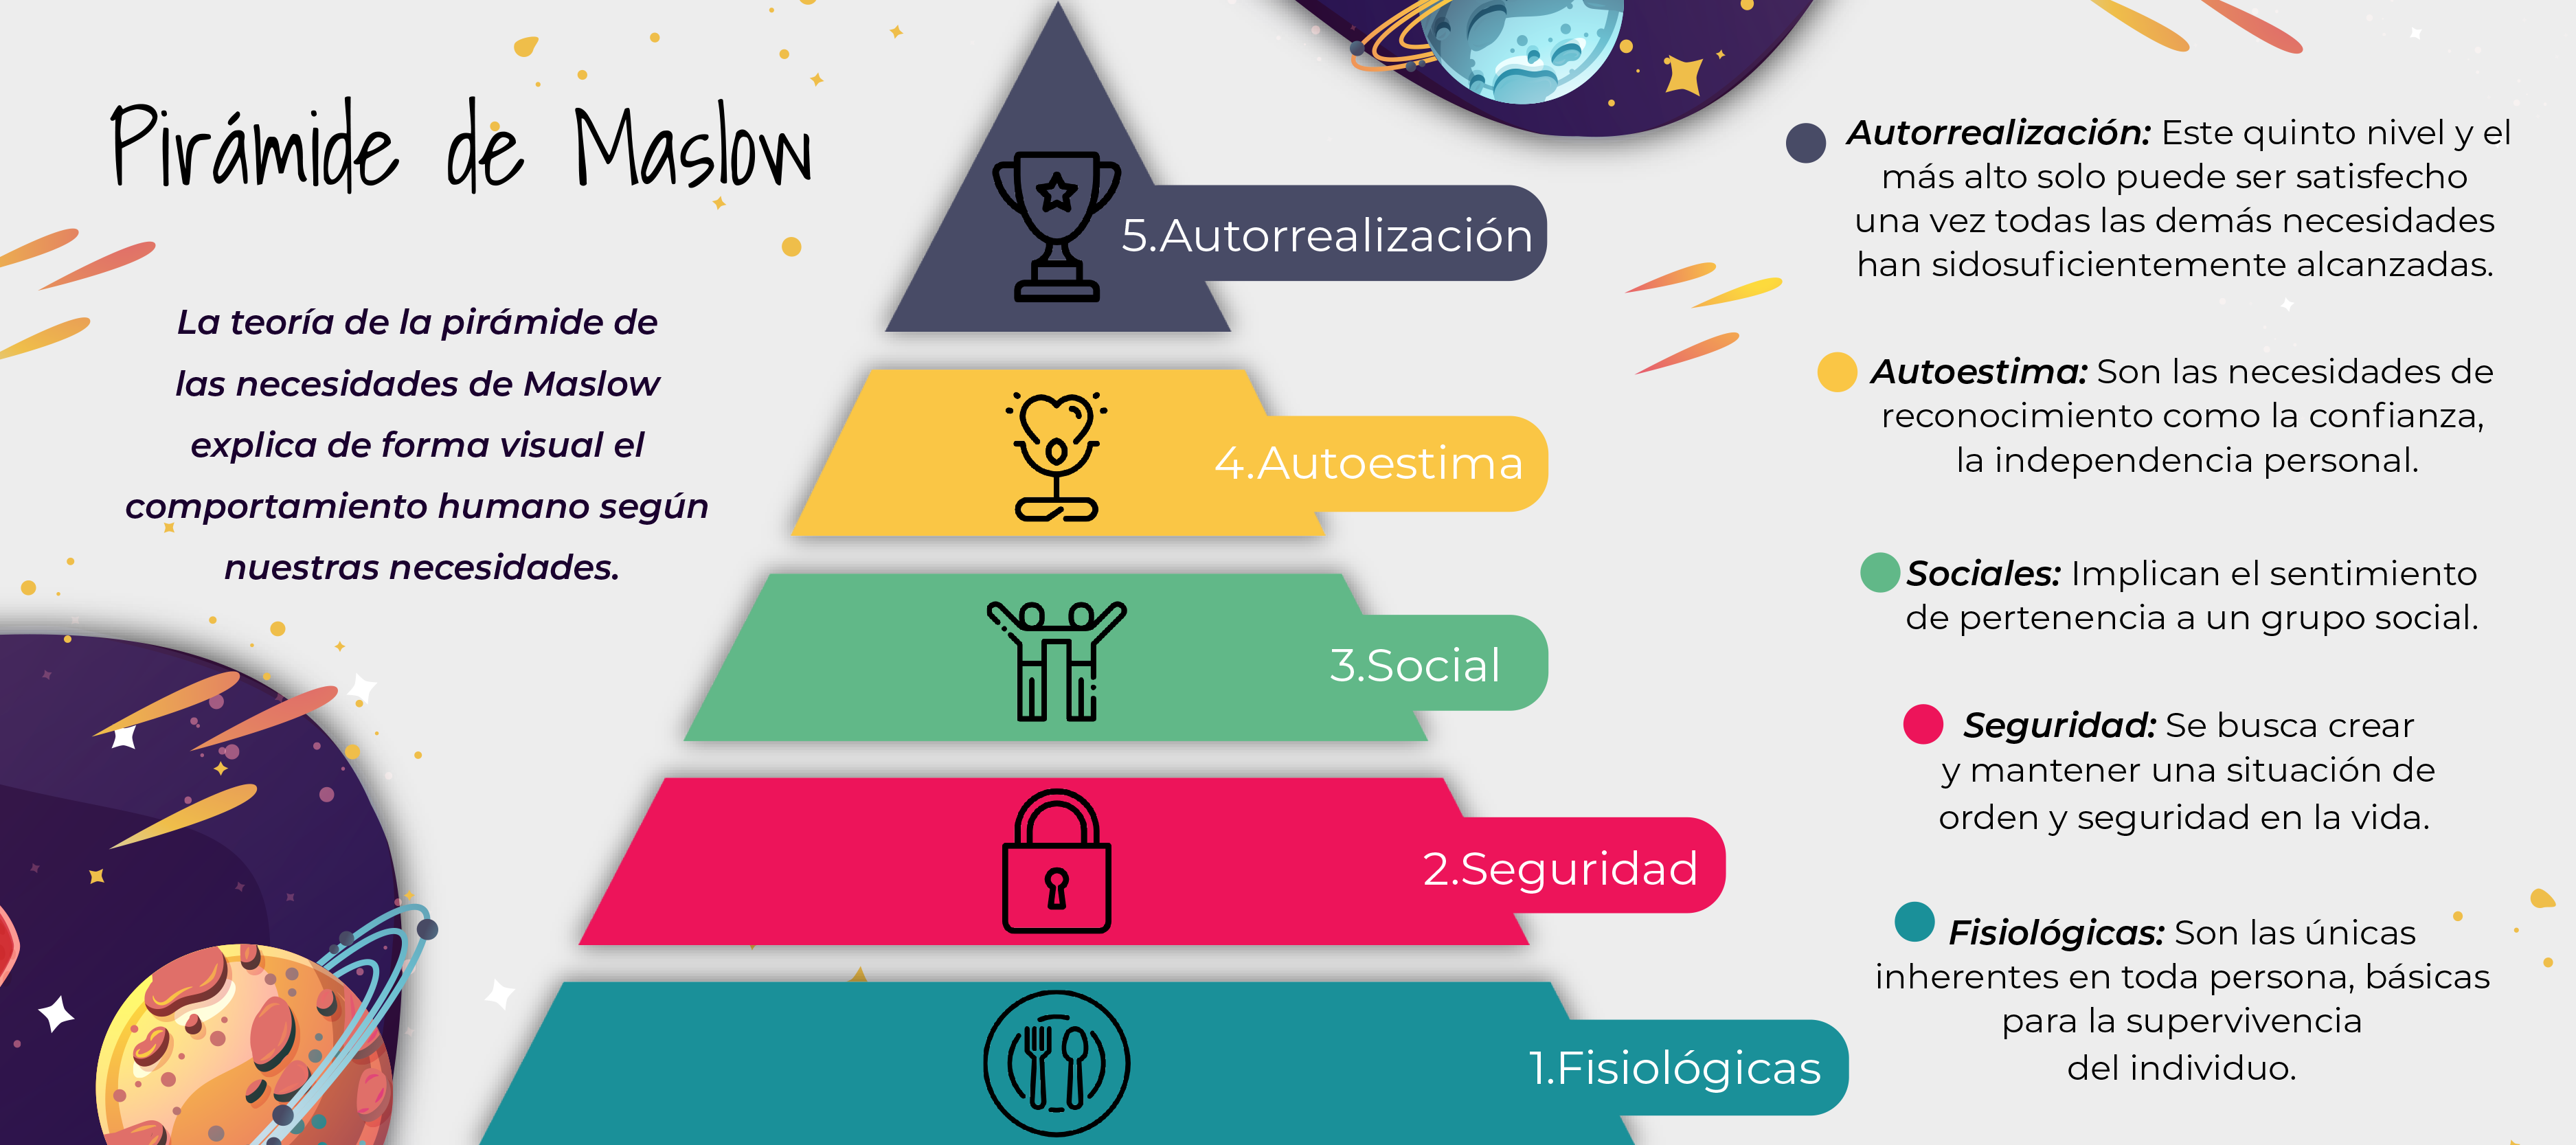 Pirámide de Maslow
La teoría de la pirámide de
las necesidades de Maslow
explica de forma visual el
comportamiento humano según
nuestras necesidades.
5.Autorrealización
4.Autoestima
3.Social
2.Seguridad
1.Fisiológicas
Autorrealización: Este quinto nivel y el
más alto solo puede ser satisfecho
una vez todas las demás necesidades
han sidosuficientemente alcanzadas.
Autoestima: Son las necesidades de
reconocimiento como la confianza,
la independencia personal.
Sociales: Implican el sentimiento
de pertenencia a un grupo social.
Seguridad: Se busca crear
y mantener una situación de
orden y seguridad en la vida.
Fisiológicas: Son las únicas
inherentes en toda persona, básicas
para la supervivencia
del individuo.